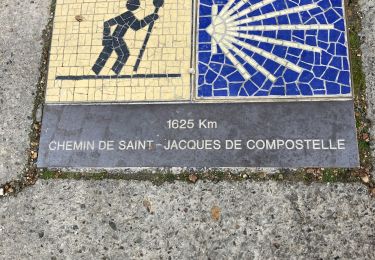 1625 Km
CHEMIN DE SAINT - JACQUES DE COMPOSTELLE